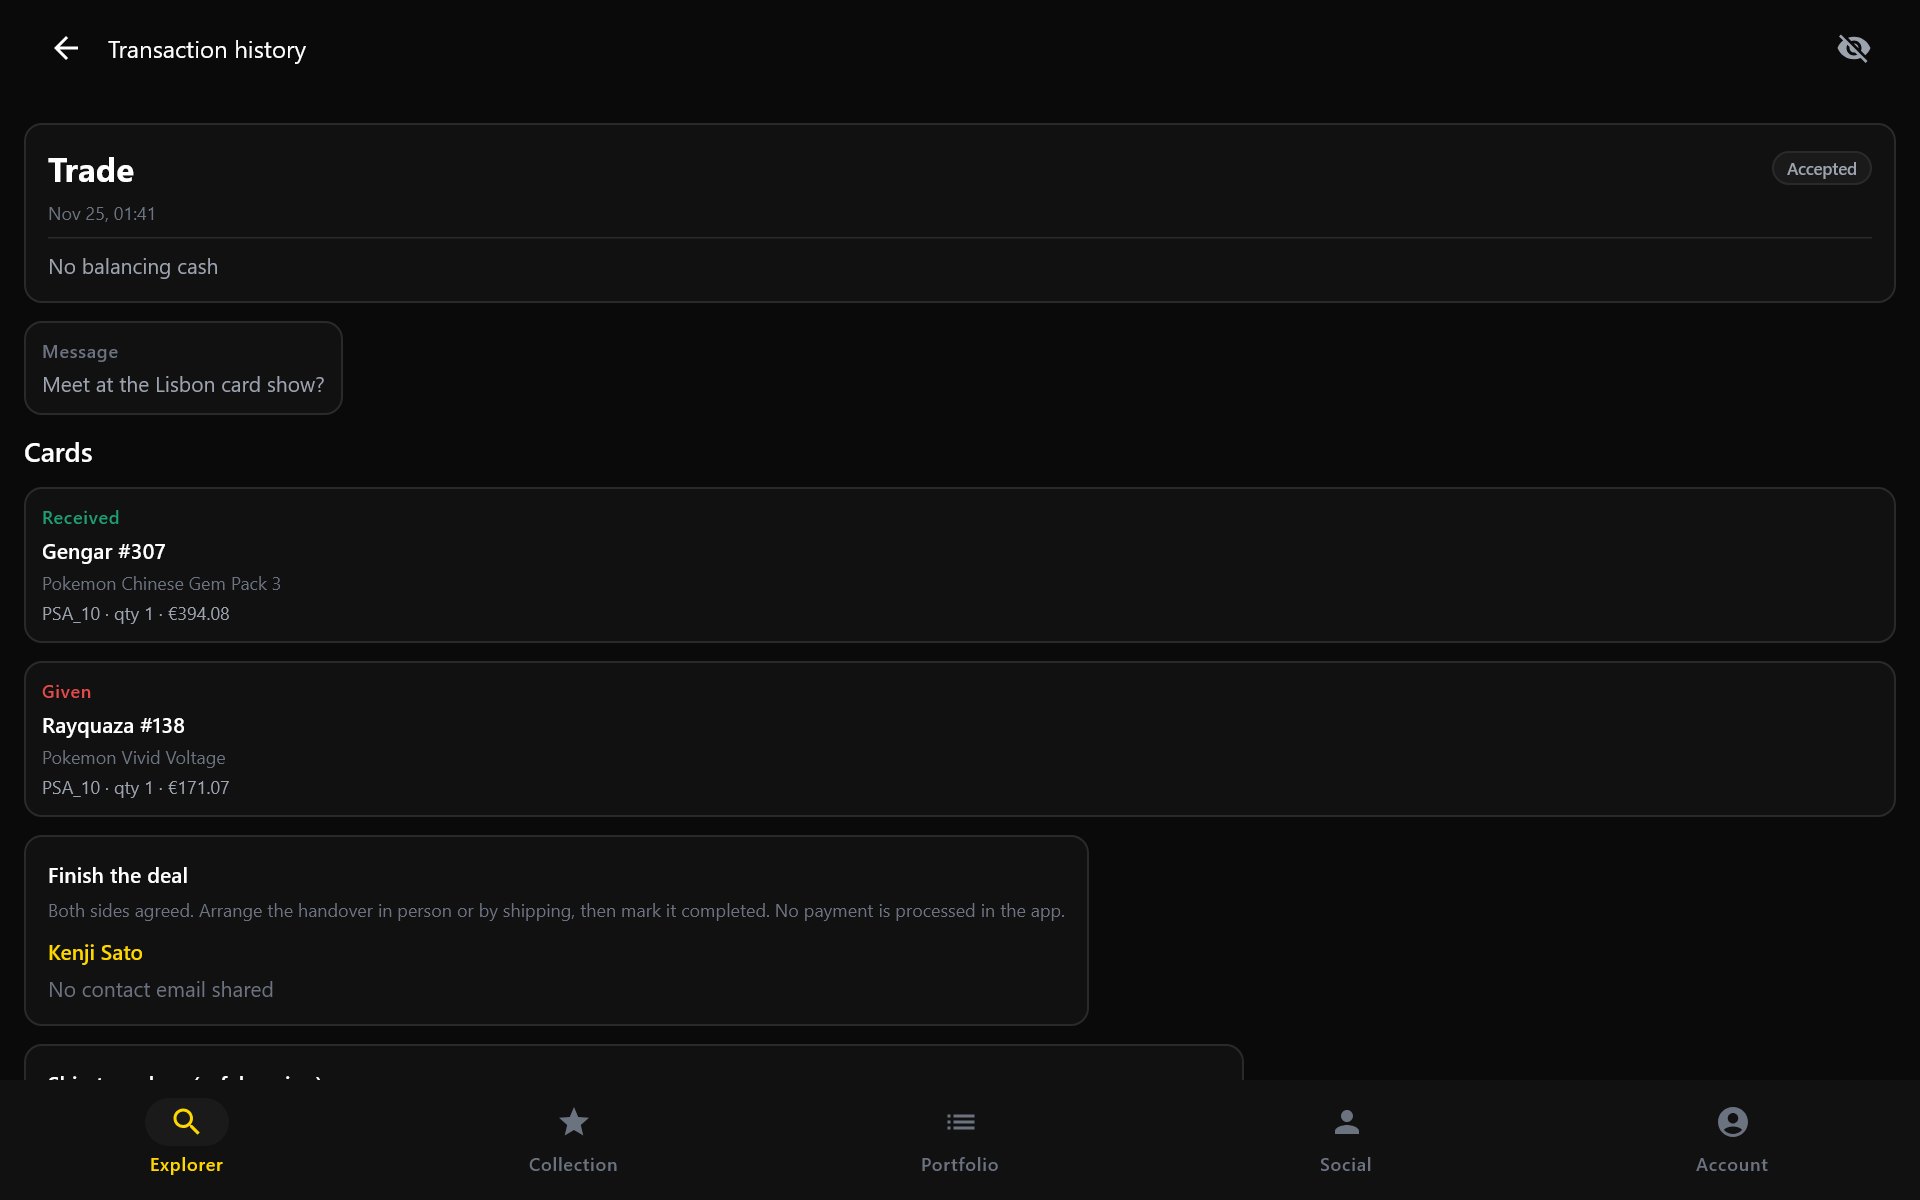 Transaction history
Trade
Accepted
Nov 25, 01:41
No balancing cash
Message
Meet at the Lisbon card show?
Cards
Received
Gengar #307
Pokemon Chinese Gem Pack 3
PSA_10 · qty 1 · €394.08
Given
Rayquaza #138
Pokemon Vivid Voltage
PSA_10 · qty 1 · €171.07
Finish the deal
Both sides agreed. Arrange the handover in person or by shipping, then mark it completed. No payment is processed in the app.
Kenji Sato
No contact email shared
Explorer
Collection
Portfolio
Social
Account